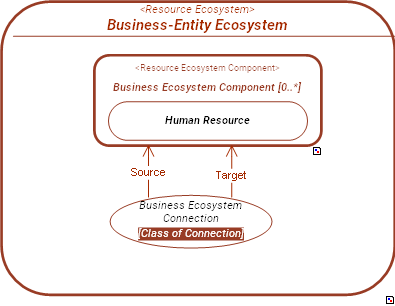 <Resource Ecosystem>
Business-Entity Ecosystem
<Resource Ecosystem Component>
Business Ecosystem Component [0..*]
Human Resource
Source
Target
Business Ecosystem
Connection
[Class of Connection]